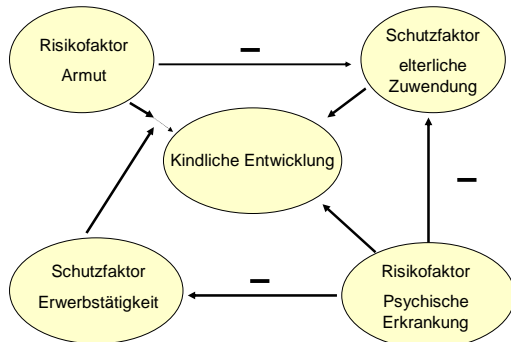 Risikofaktor
Armut
–
Schutzfaktor
elterliche
Zuwendung
Kindliche Entwicklung
–
Schutzfaktor
Erwerbstätigkeit
–
Risikofaktor
Psychische
Erkrankung